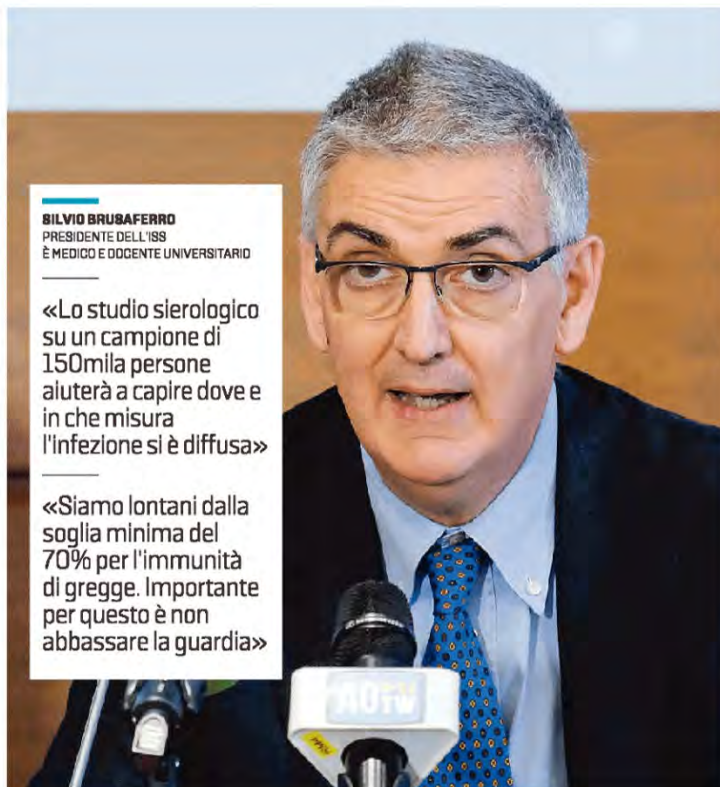 SILVIO BRUSAFERRO
PRESIDENTE DELL'ISS
È MEDICO E DOCENTE UNIVERSITARIO
«Lo studio sierologico
su un campione di
150mila persone
aiuterà a capire dove e
in che misura
l'infezione si è diffusa»
«Siamo lontani dalla
soglia minima del
70% per l'immunità
di gregge. Importante
per questo è non
abbassare la guardia»